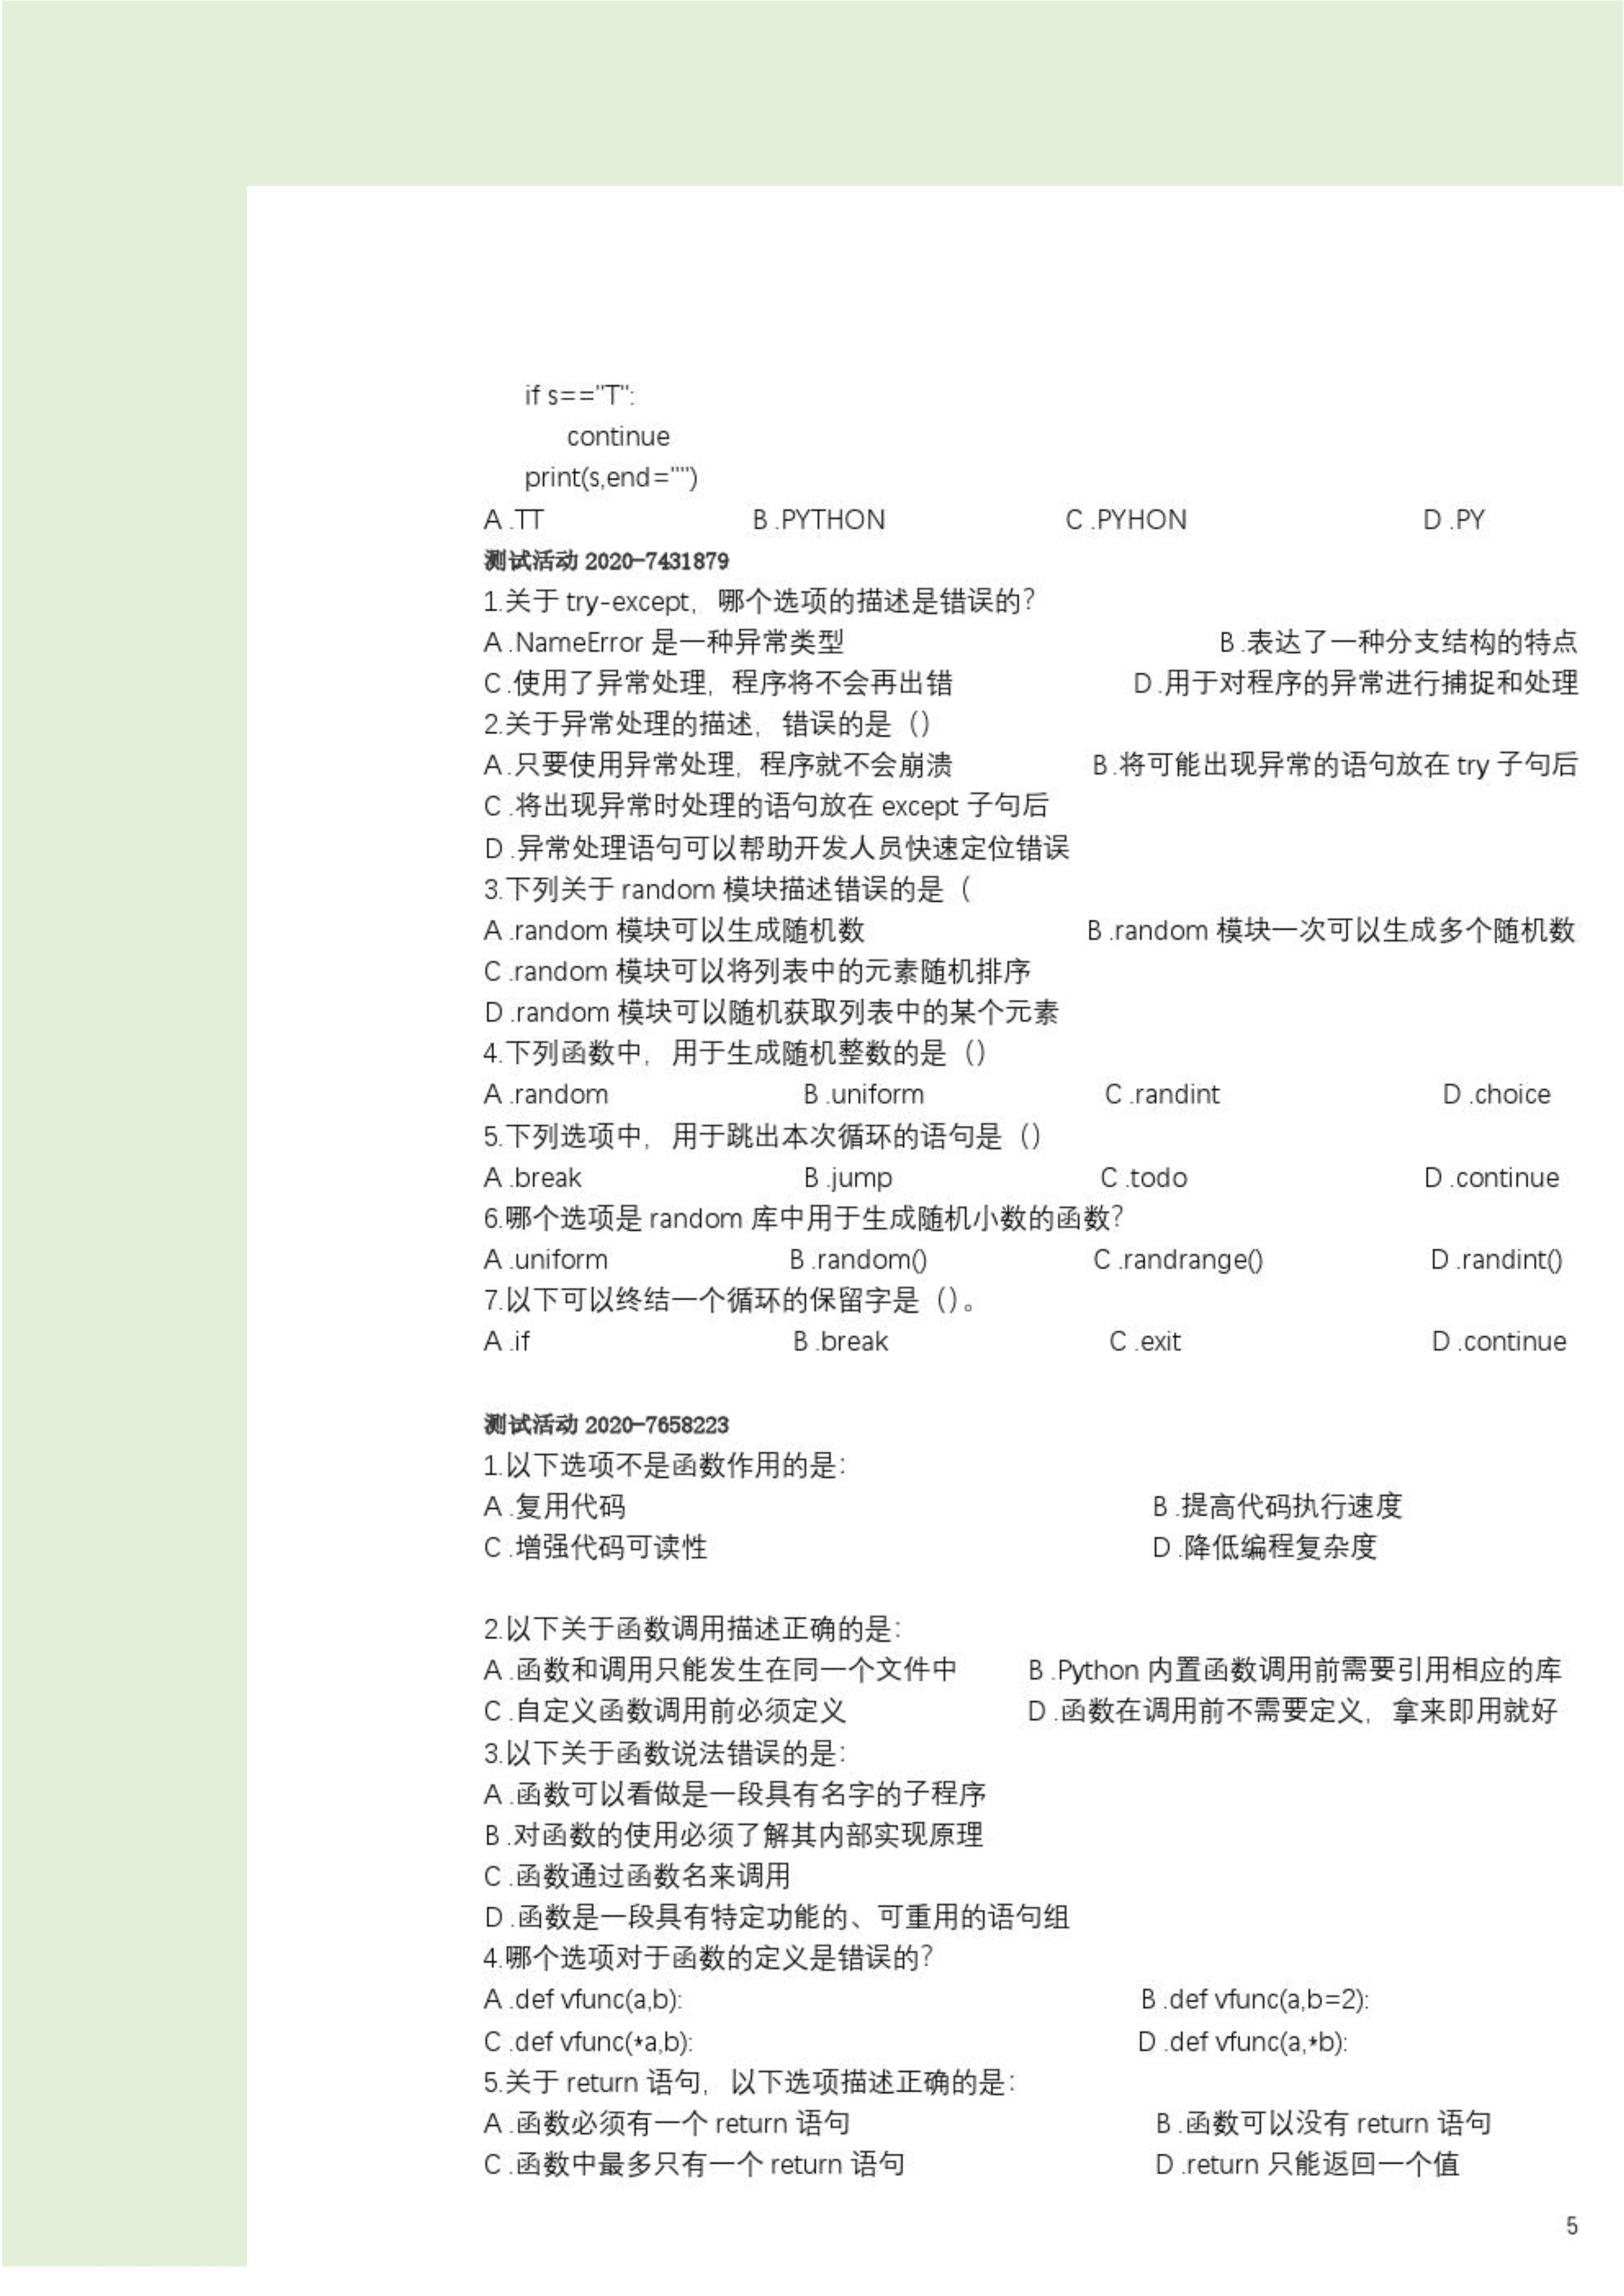 if s=="T":
continue
print(s,end="")
A .TT B .PYTHON C .PYHON D .PY
测试活动 2020-7431879
1.关于 try-except，哪个选项的描述是错误的？
A .NameError 是一种异常类型 B .表达了一种分支结构的特点
C .使用了异常处理，程序将不会再出错 D .用于对程序的异常进行捕捉和处理
2.关于异常处理的描述，错误的是（）
A .只要使用异常处理，程序就不会崩溃 B .将可能出现异常的语句放在 try 子句后
C .将出现异常时处理的语句放在 except 子句后
D .异常处理语句可以帮助开发人员快速定位错误
3.下列关于 random 模块描述错误的是（
A .random 模块可以生成随机数 B .random 模块一次可以生成多个随机数
C .random 模块可以将列表中的元素随机排序
D .random 模块可以随机获取列表中的某个元素
4.下列函数中，用于生成随机整数的是（）
A .random B .uniform C .randint D .choice
5.下列选项中，用于跳出本次循环的语句是（）
A .break B .jump C .todo D .continue
6.哪个选项是 random 库中用于生成随机小数的函数？
A .uniform B .random() C .randrange() D .randint()
7.以下可以终结一个循环的保留字是（）。
A .if B .break C .exit D .continue
测试活动 2020-7658223
1.以下选项不是函数作用的是：
A .复用代码 B .提高代码执行速度
C .增强代码可读性 D .降低编程复杂度
2.以下关于函数调用描述正确的是：
A .函数和调用只能发生在同一个文件中 B .Python 内置函数调用前需要引用相应的库
C .自定义函数调用前必须定义 D .函数在调用前不需要定义，拿来即用就好
3.以下关于函数说法错误的是：
A .函数可以看做是一段具有名字的子程序
B .对函数的使用必须了解其内部实现原理
C .函数通过函数名来调用
D .函数是一段具有特定功能的、可重用的语句组
4.哪个选项对于函数的定义是错误的？
A .def vfunc(a,b): B .def vfunc(a,b=2):
C .def vfunc(*a,b): D .def vfunc(a,*b):
5.关于 return 语句，以下选项描述正确的是：
A .函数必须有一个 return 语句 B .函数可以没有 return 语句
C .函数中最多只有一个 return 语句 D .return 只能返回一个值
5